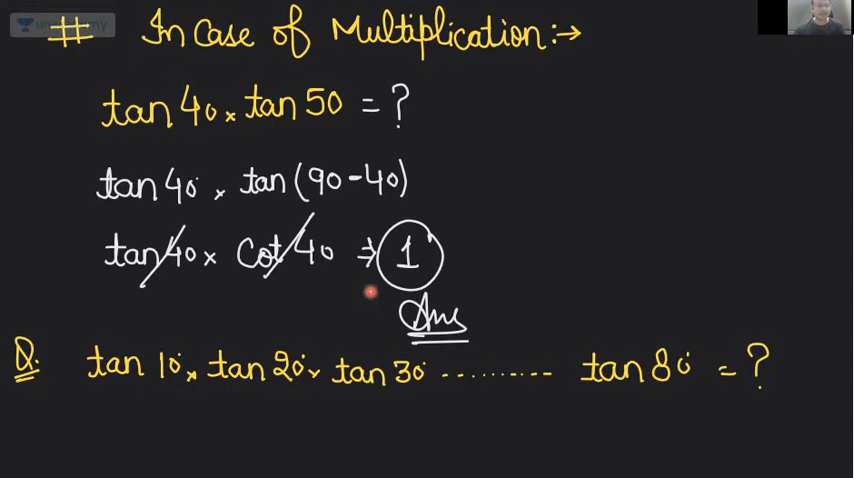 # In Case of Multiplication:→
tan 40 × tan 50 = ?
tan 40° × tan (90 - 40)
tan 40 × Cot 40 ⇒ 1
Ans
Q. tan 10° × tan 20° × tan 30° .......... tan 80° = ?